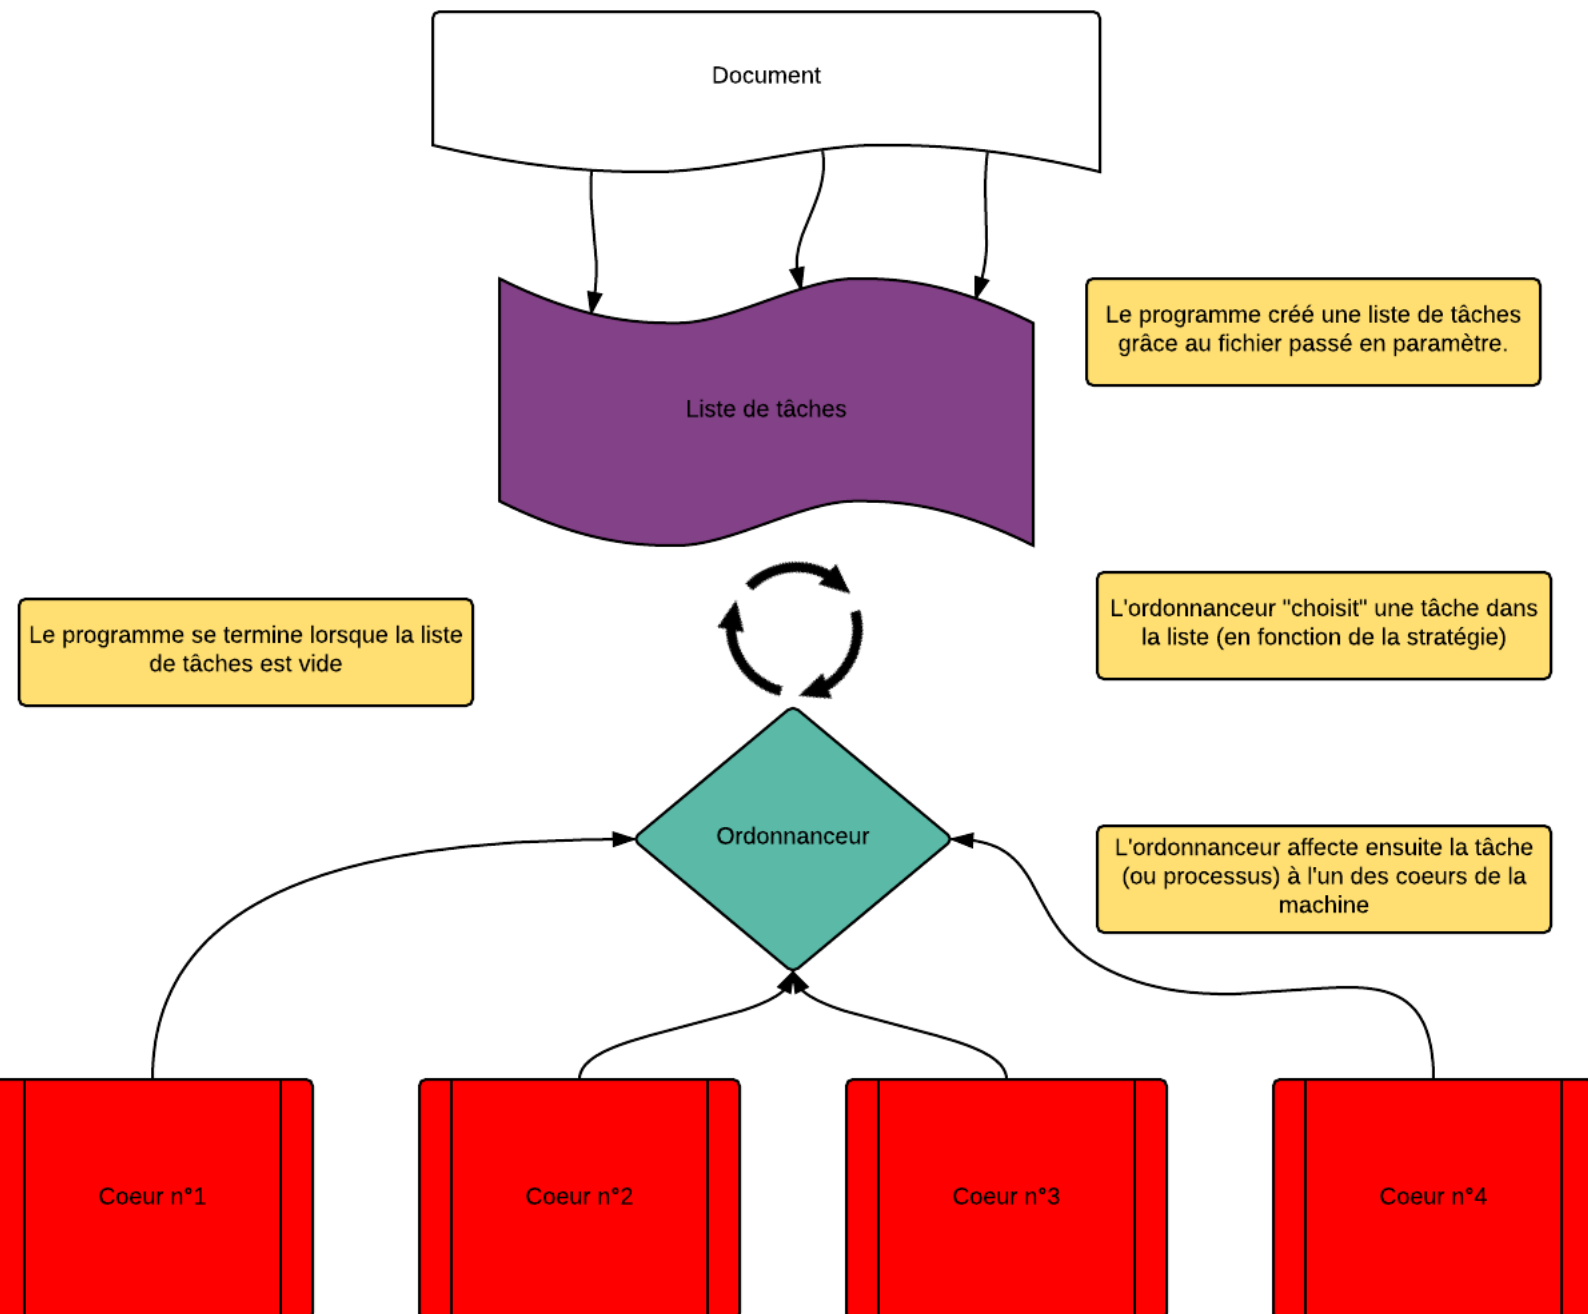 Document
Le programme créé une liste de tâches
grâce au fichier passé en paramètre.
Liste de tâches
L'ordonnanceur "choisit" une tâche dans
la liste (en fonction de la stratégie)
Le programme se termine lorsque la liste
de tâches est vide
Ordonnanceur
L'ordonnanceur affecte ensuite la tâche
(ou processus) à l'un des coeurs de la
machine
Coeur n°1
Coeur n°2
Coeur n°3
Coeur n°4